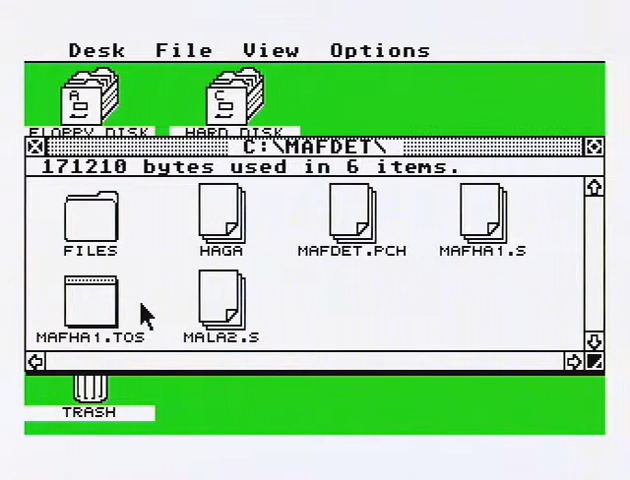 Desk File View Options
A C
FLOPPY DISK HARD DISK
C:\MAFDET\
171210 bytes used in 6 items.
FILES HAGA MAFDET.PCH MAFHA1.S
MAFHA1.TOS MALA2.S
TRASH